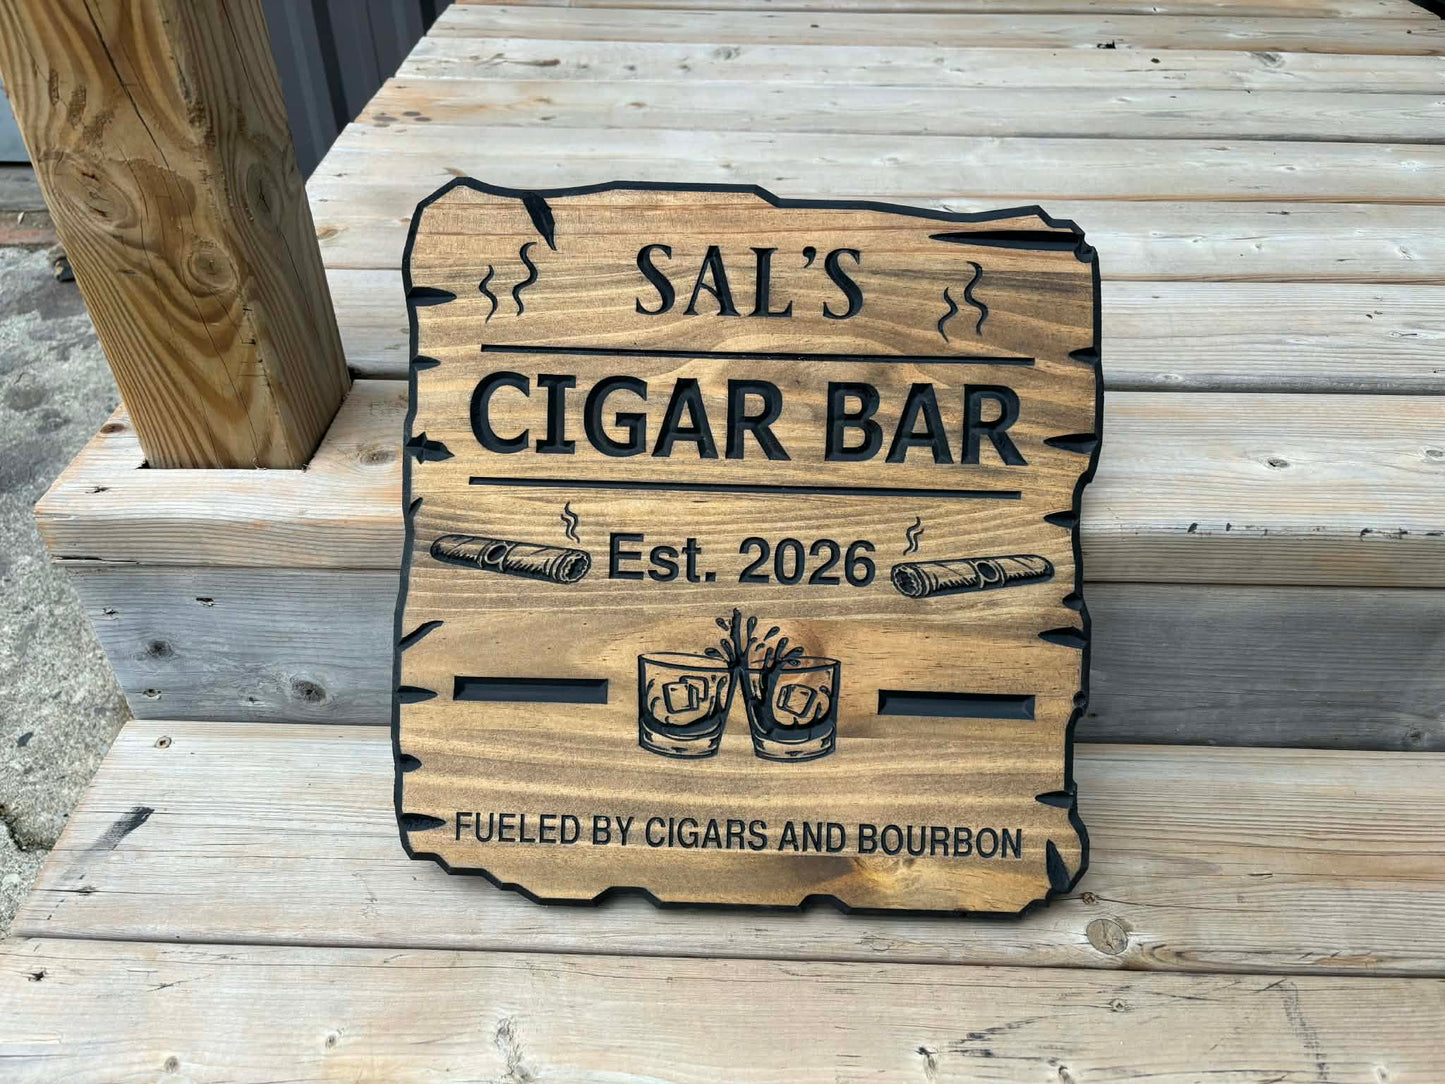 SAL'S
CIGAR BAR
Est. 2026
FUELED BY CIGARS AND BOURBON